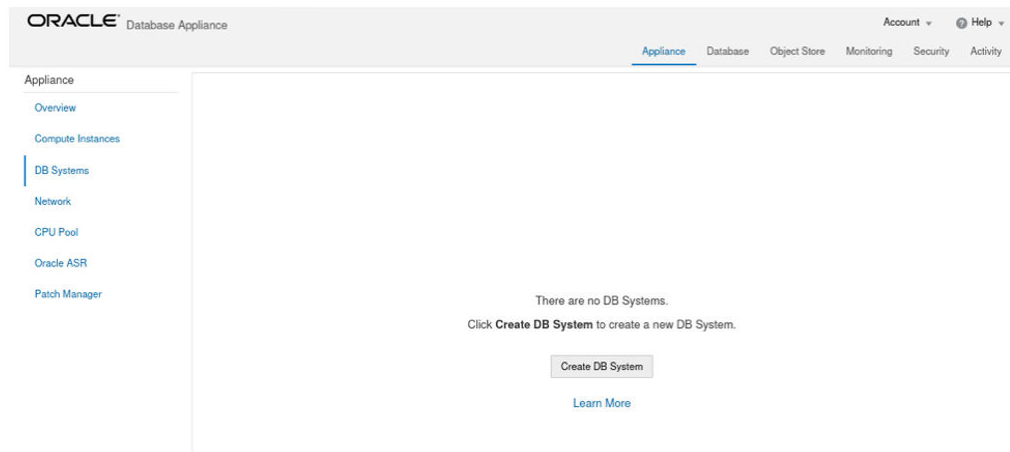 ORACLE Database Appliance
Account
Help
Appliance Database Object Store Monitoring Security Activity
Appliance
Overview
Compute Instances
DB Systems
Network
CPU Pool
Oracle ASR
Patch Manager
There are no DB Systems.
Click Create DB System to create a new DB System.
Create DB System
Learn More